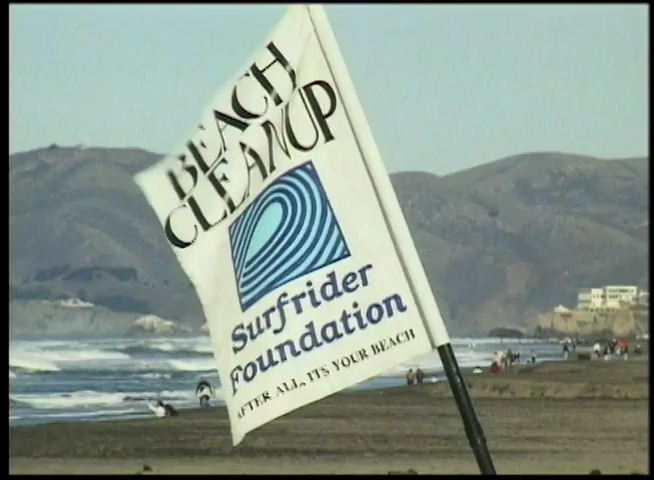 BEACH
CLEANUP
Surfrider
Foundation
AFTER ALL, ITS YOUR BEACH